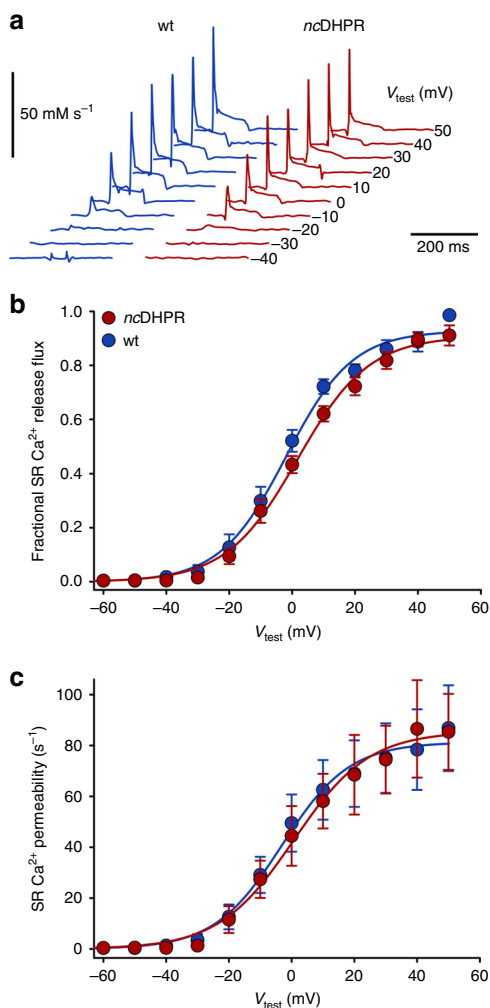 a
wt
ncDHPR
50 mM s⁻¹
V_test (mV)
50
40
30
20
10
0
−10
−20
−30
−40
200 ms
b
ncDHPR
wt
Fractional SR Ca²⁺ release flux
1.0
0.8
0.6
0.4
0.2
0.0
−60 −40 −20 0 20 40 60
V_test (mV)
c
SR Ca²⁺ permeability (s⁻¹)
100
80
60
40
20
0
−60 −40 −20 0 20 40 60
V_test (mV)